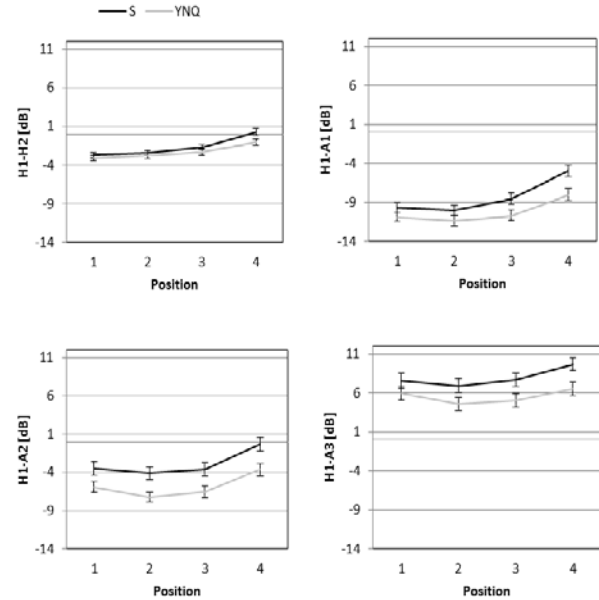 S YNQ
H1-H2 [dB]
11
6
1
-4
-9
-14
1 2 3 4
Position
H1-A1 [dB]
11
6
1
-4
-9
-14
1 2 3 4
Position
H1-A2 [dB]
11
6
1
-4
-9
-14
1 2 3 4
Position
H1-A3 [dB]
11
6
1
-4
-9
-14
1 2 3 4
Position